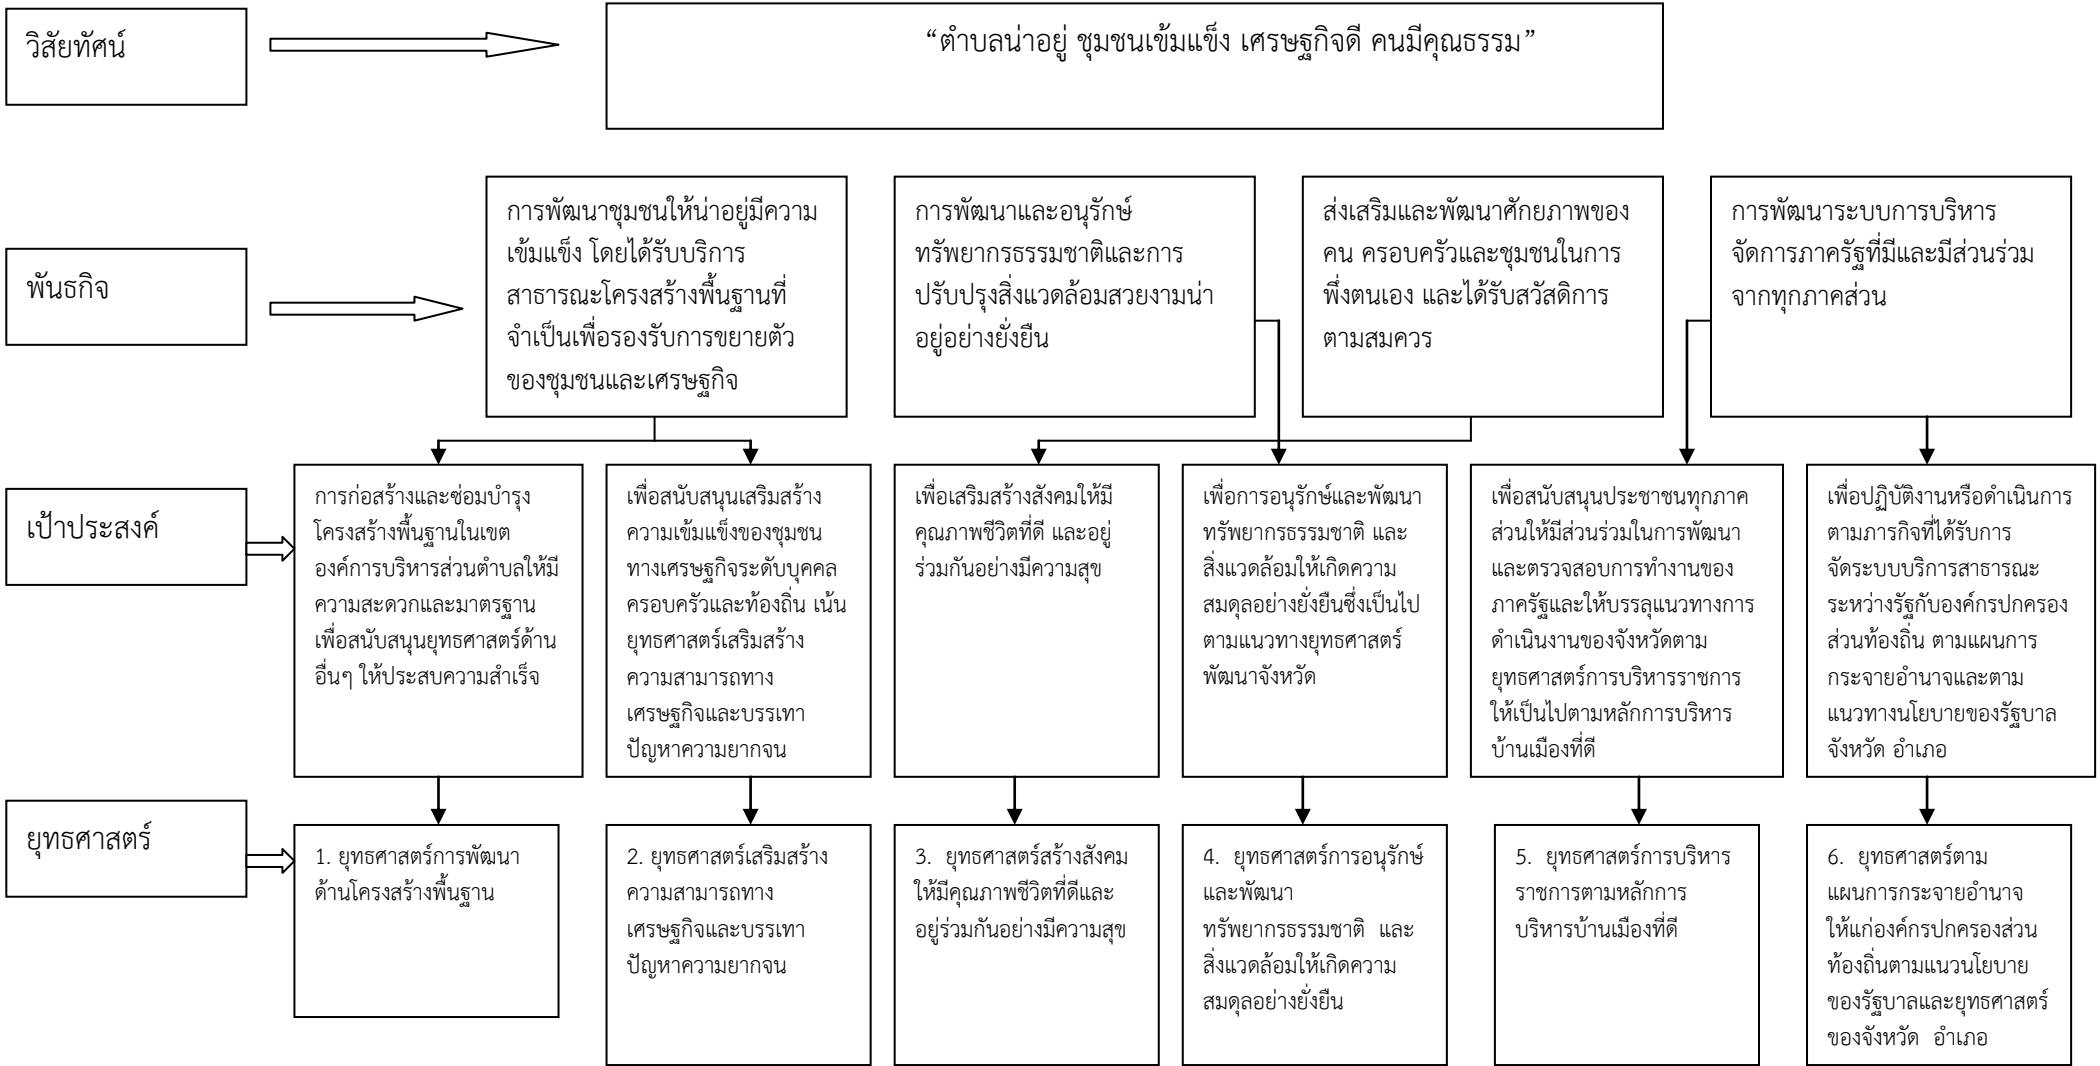 วิสัยทัศน์
“ตำบลน่าอยู่ ชุมชนเข้มแข็ง เศรษฐกิจดี คนมีคุณธรรม”
พันธกิจ
การพัฒนาชุมชนให้น่าอยู่มีความ
เข้มแข็ง โดยได้รับบริการ
สาธารณะโครงสร้างพื้นฐานที่
จำเป็นเพื่อรองรับการขยายตัว
ของชุมชนและเศรษฐกิจ
การพัฒนาและอนุรักษ์
ทรัพยากรธรรมชาติและการ
ปรับปรุงสิ่งแวดล้อมสวยงามน่า
อยู่อย่างยั่งยืน
ส่งเสริมและพัฒนาศักยภาพของ
คน ครอบครัวและชุมชนในการ
พึ่งตนเอง และได้รับสวัสดิการ
ตามสมควร
การพัฒนาระบบการบริหาร
จัดการภาครัฐที่มีและมีส่วนร่วม
จากทุกภาคส่วน
เป้าประสงค์
การก่อสร้างและซ่อมบำรุง
โครงสร้างพื้นฐานในเขต
องค์การบริหารส่วนตำบลให้มี
ความสะดวกและมาตรฐาน
เพื่อสนับสนุนยุทธศาสตร์ด้าน
อื่นๆ ให้ประสบความสำเร็จ
เพื่อสนับสนุนเสริมสร้าง
ความเข้มแข็งของชุมชน
ทางเศรษฐกิจระดับบุคคล
ครอบครัวและท้องถิ่น เน้น
ยุทธศาสตร์เสริมสร้าง
ความสามารถทาง
เศรษฐกิจและบรรเทา
ปัญหาความยากจน
เพื่อเสริมสร้างสังคมให้มี
คุณภาพชีวิตที่ดี และอยู่
ร่วมกันอย่างมีความสุข
เพื่อการอนุรักษ์และพัฒนา
ทรัพยากรธรรมชาติ และ
สิ่งแวดล้อมให้เกิดความ
สมดุลอย่างยั่งยืนซึ่งเป็นไป
ตามแนวทางยุทธศาสตร์
พัฒนาจังหวัด
เพื่อสนับสนุนประชาชนทุกภาค
ส่วนให้มีส่วนร่วมในการพัฒนา
และตรวจสอบการทำงานของ
ภาครัฐและให้บรรลุแนวทางการ
ดำเนินงานของจังหวัดตาม
ยุทธศาสตร์การบริหารราชการ
ให้เป็นไปตามหลักการบริหาร
บ้านเมืองที่ดี
เพื่อปฏิบัติงานหรือดำเนินการ
ตามภารกิจที่ได้รับการ
จัดระบบบริการสาธารณะ
ระหว่างรัฐกับองค์กรปกครอง
ส่วนท้องถิ่น ตามแผนการ
กระจายอำนาจและตาม
แนวทางนโยบายของรัฐบาล
จังหวัด อำเภอ
ยุทธศาสตร์
1. ยุทธศาสตร์การพัฒนา
ด้านโครงสร้างพื้นฐาน
2. ยุทธศาสตร์เสริมสร้าง
ความสามารถทาง
เศรษฐกิจและบรรเทา
ปัญหาความยากจน
3. ยุทธศาสตร์สร้างสังคม
ให้มีคุณภาพชีวิตที่ดีและ
อยู่ร่วมกันอย่างมีความสุข
4. ยุทธศาสตร์การอนุรักษ์
และพัฒนา
ทรัพยากรธรรมชาติ และ
สิ่งแวดล้อมให้เกิดความ
สมดุลอย่างยั่งยืน
5. ยุทธศาสตร์การบริหาร
ราชการตามหลักการ
บริหารบ้านเมืองที่ดี
6. ยุทธศาสตร์ตาม
แผนการกระจายอำนาจ
ให้แก่องค์กรปกครองส่วน
ท้องถิ่นตามแนวนโยบาย
ของรัฐบาลและยุทธศาสตร์
ของจังหวัด อำเภอ